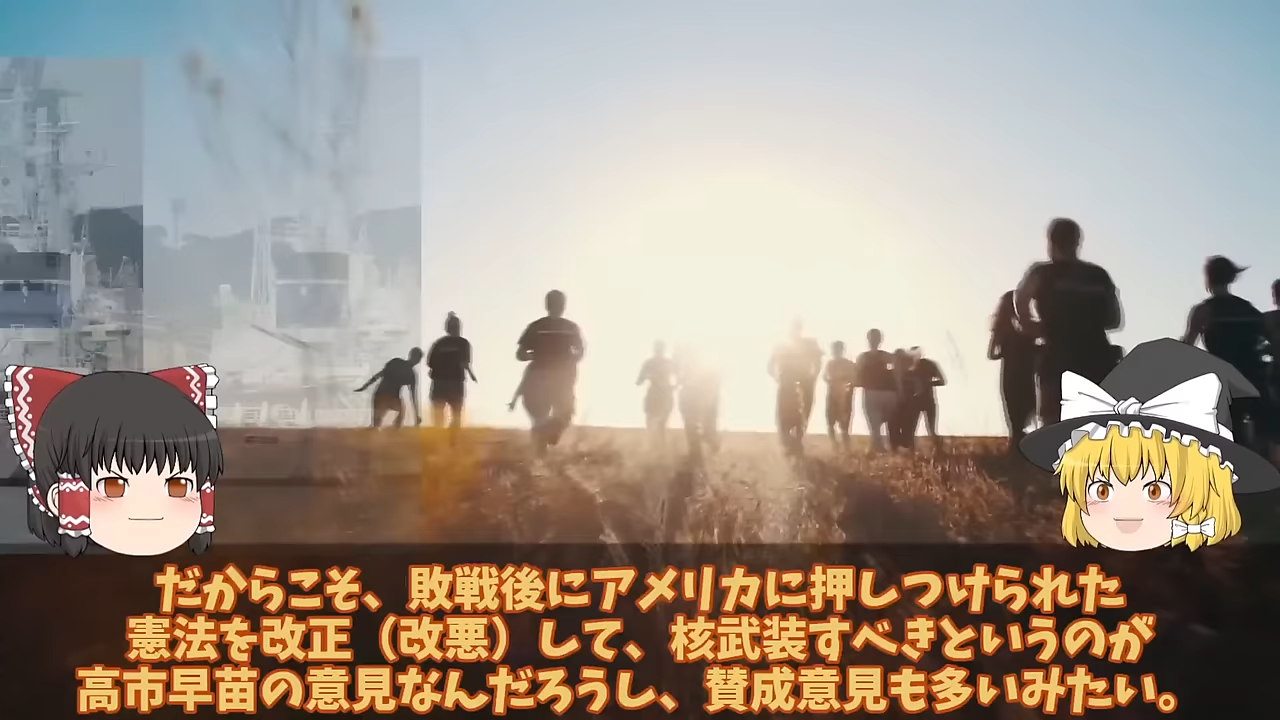 だからこそ、敗戦後にアメリカに押しつけられた
憲法を改正（改悪）して、核武装すべきというのが
高市早苗の意見なんだろうし、賛成意見も多いみたい。